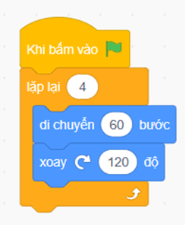 Khi bấm vào
lặp lại 4
di chuyển 60 bước
xoay 120 độ